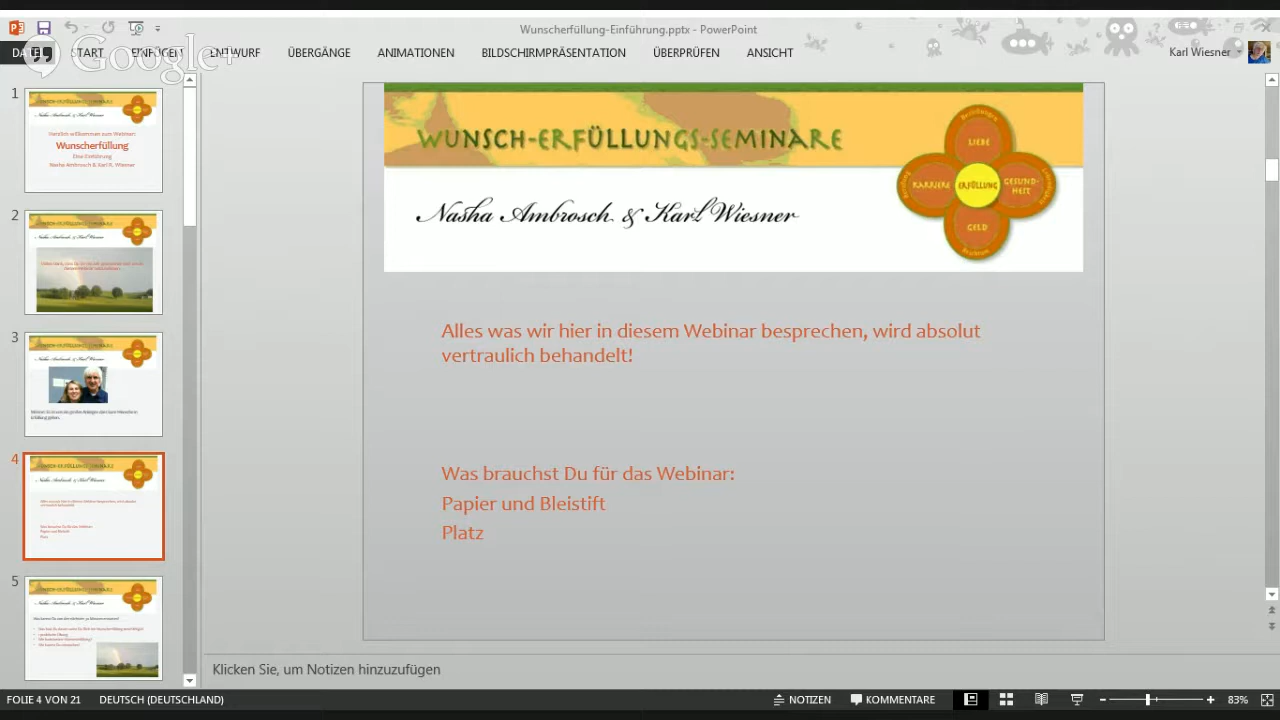 Wunscherfüllung-Einführung.pptx - PowerPoint
Google+
START
ENTWURF
ÜBERGÄNGE
ANIMATIONEN
BILDSCHIRMPRÄSENTATION
ÜBERPRÜFEN
ANSICHT
Karl Wiesner
1
Herzlich willkommen zum Webinar:
Wunscherfüllung
Eine Einführung
Nasha Ambrosch & Karl R. Wiesner
2
3
4
5
WUNSCH-ERFÜLLUNGS-SEMINARE
Nasha Ambrosch & Karl Wiesner
LIEBE
KARRIERE
ERFÜLLUNG
GESUND-
HEIT
GELD
Alles was wir hier in diesem Webinar besprechen, wird absolut
vertraulich behandelt!
Was brauchst Du für das Webinar:
Papier und Bleistift
Platz
Klicken Sie, um Notizen hinzuzufügen
FOLIE 4 VON 21
DEUTSCH (DEUTSCHLAND)
NOTIZEN
KOMMENTARE
83%